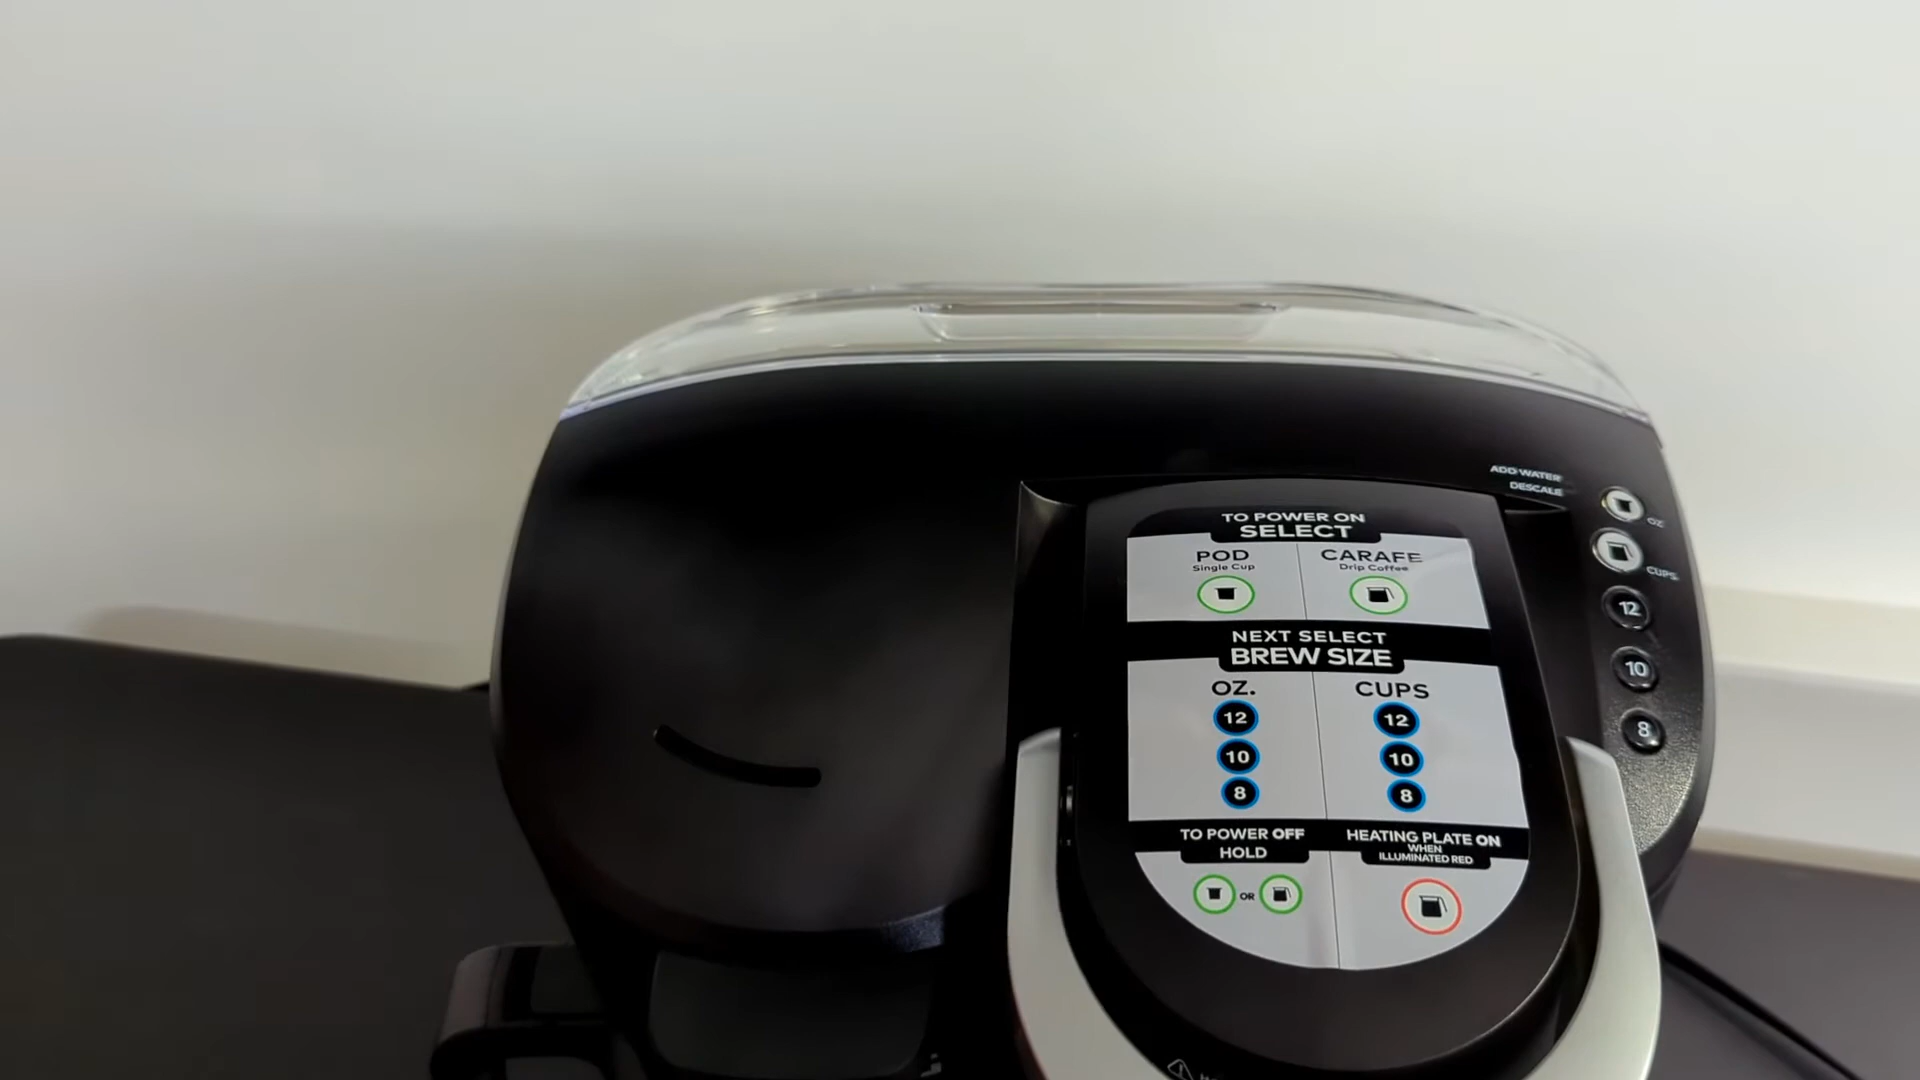 ADD WATER
DESCALE
OZ
CUPS
12
10
8
TO POWER ON
SELECT
POD
Single Cup
CARAFE
Drip Coffee
NEXT SELECT
BREW SIZE
OZ.
12
10
8
CUPS
12
10
8
TO POWER OFF
HOLD
OR
HEATING PLATE ON
WHEN
ILLUMINATED RED